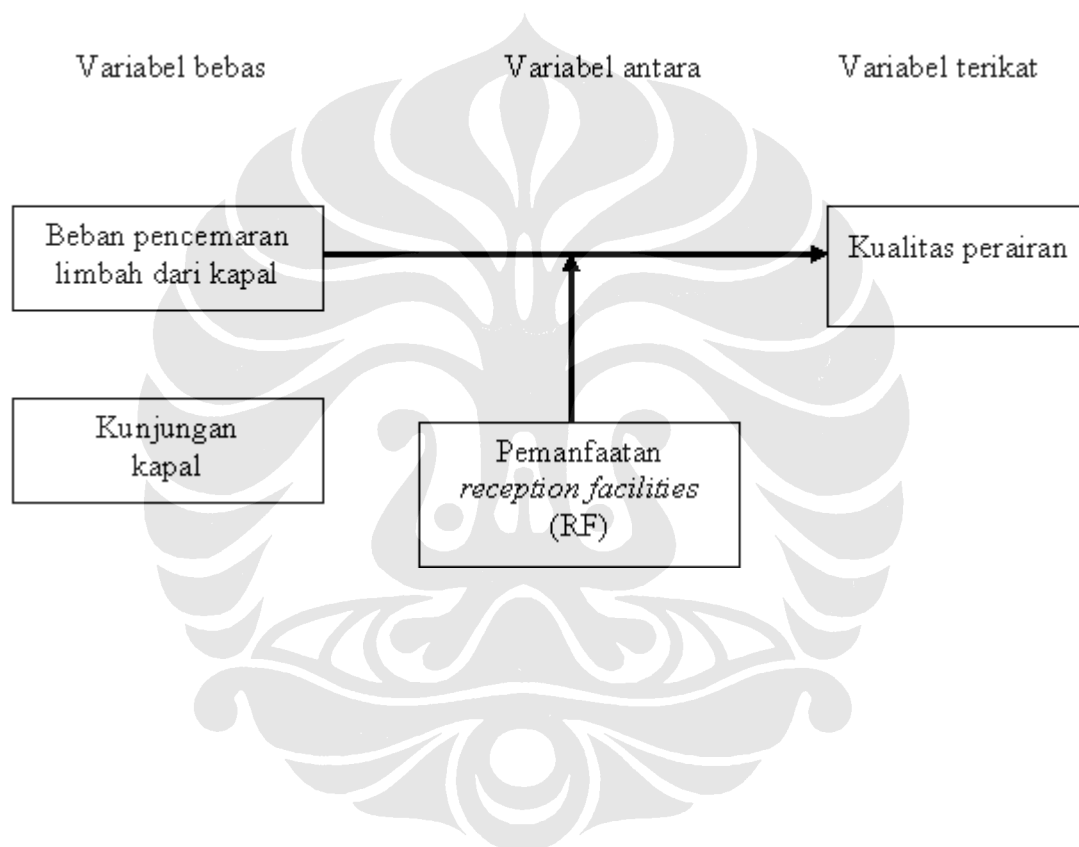 Variabel bebas
Variabel antara
Variabel terikat
Beban pencemaran
limbah dari kapal
Kualitas perairan
Kunjungan
kapal
Pemanfaatan
reception facilities
(RF)